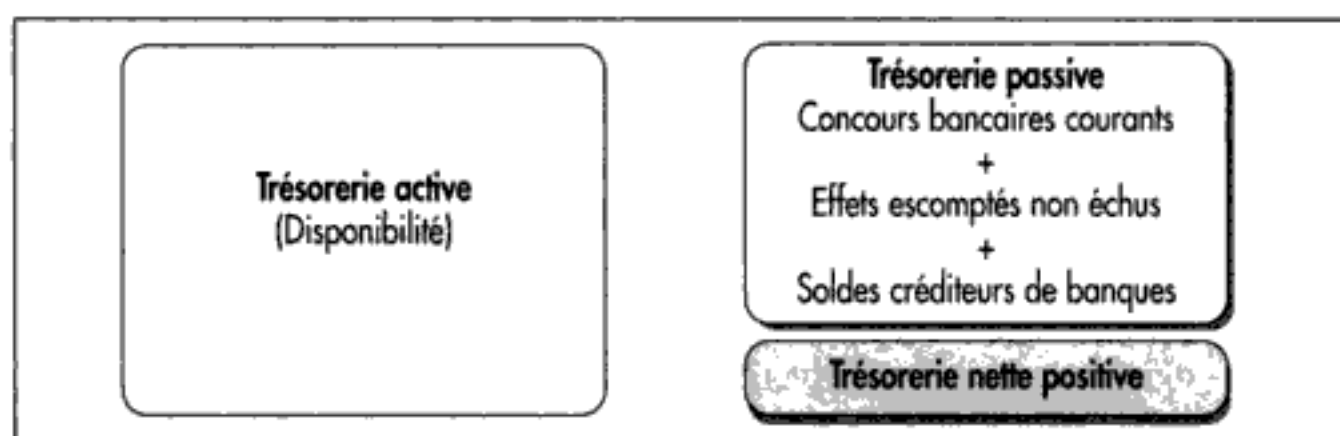 Trésorerie active
(Disponibilité)
Trésorerie passive
Concours bancaires courants
+
Effets escomptés non échus
+
Soldes créditeurs de banques
Trésorerie nette positive